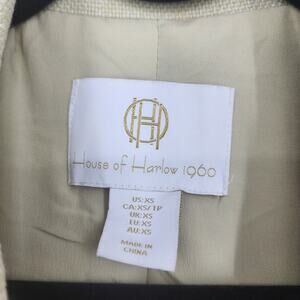 House of Harlow 1960
US:XS
CA:XS/TP
UK:XS
EU:XS
AU:XS
MADE IN
CHINA